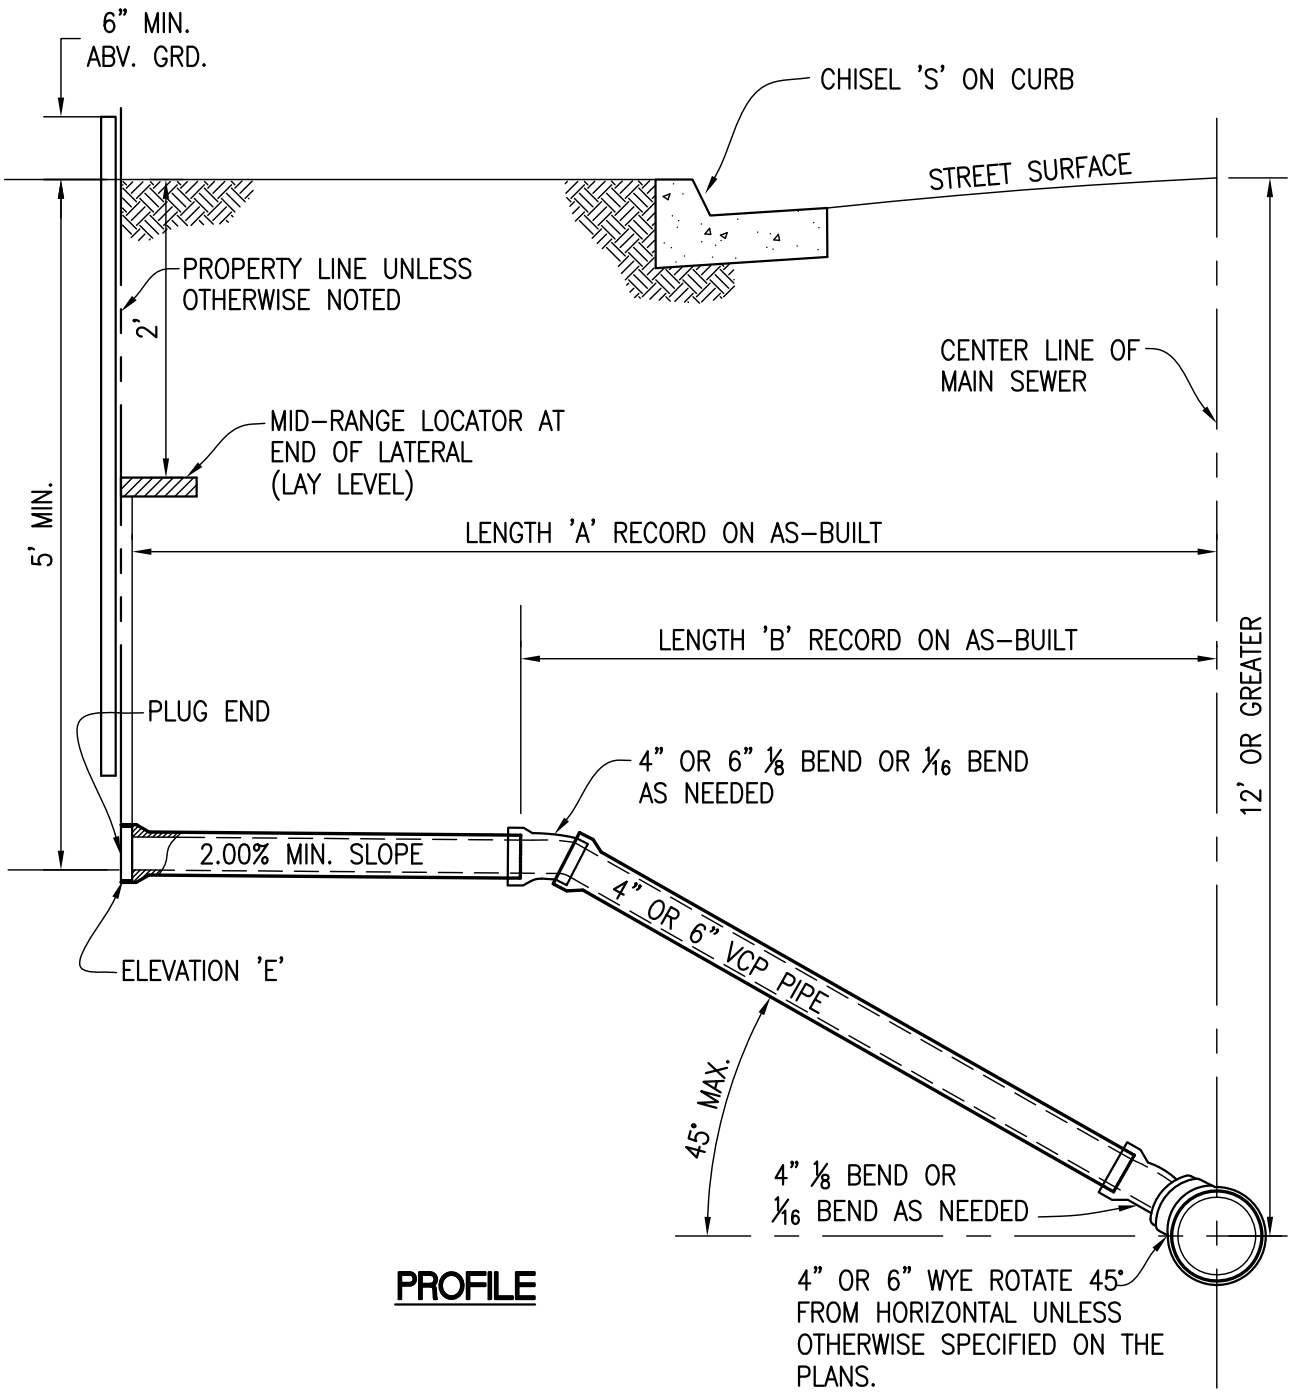 6” MIN.
ABV. GRD.
CHISEL 'S' ON CURB
STREET SURFACE
PROPERTY LINE UNLESS
OTHERWISE NOTED
2'
CENTER LINE OF
MAIN SEWER
MID-RANGE LOCATOR AT
END OF LATERAL
(LAY LEVEL)
5' MIN.
LENGTH 'A' RECORD ON AS-BUILT
LENGTH 'B' RECORD ON AS-BUILT
12' OR GREATER
PLUG END
4” OR 6” 1/8 BEND OR 1/16 BEND
AS NEEDED
2.00% MIN. SLOPE
4” OR 6” VCP PIPE
ELEVATION 'E'
45° MAX.
4” 1/8 BEND OR
1/16 BEND AS NEEDED
4” OR 6” WYE ROTATE 45°
FROM HORIZONTAL UNLESS
OTHERWISE SPECIFIED ON THE
PLANS.
PROFILE